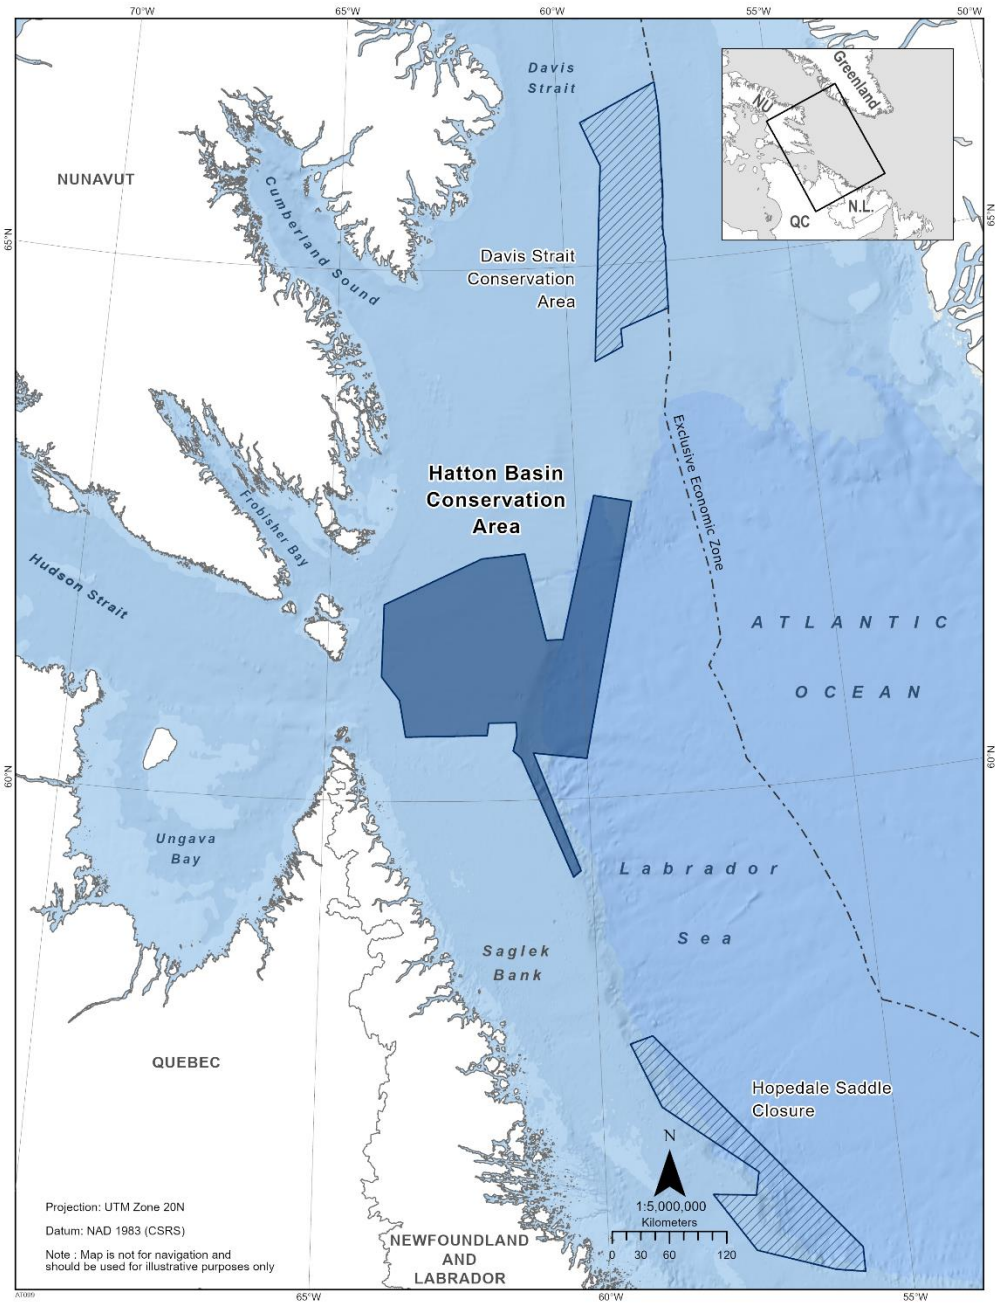 70°W
65°W
60°W
55°W
50°W
Davis
Strait
Greenland
NU
QC
N.L.
NUNAVUT
Cumberland Sound
65°N
65°N
Davis Strait
Conservation
Area
Exclusive Economic Zone
Hatton Basin
Conservation
Area
Frobisher Bay
Hudson Strait
ATLANTIC
OCEAN
60°N
60°N
Ungava
Bay
Labrador
Sea
Saglek
Bank
QUEBEC
Hopedale Saddle
Closure
N
1:5,000,000
Kilometers
0 30 60 120
Projection: UTM Zone 20N
Datum: NAD 1983 (CSRS)
Note : Map is not for navigation and
should be used for illustrative purposes only
NEWFOUNDLAND
AND
LABRADOR
65°W
60°W
55°W